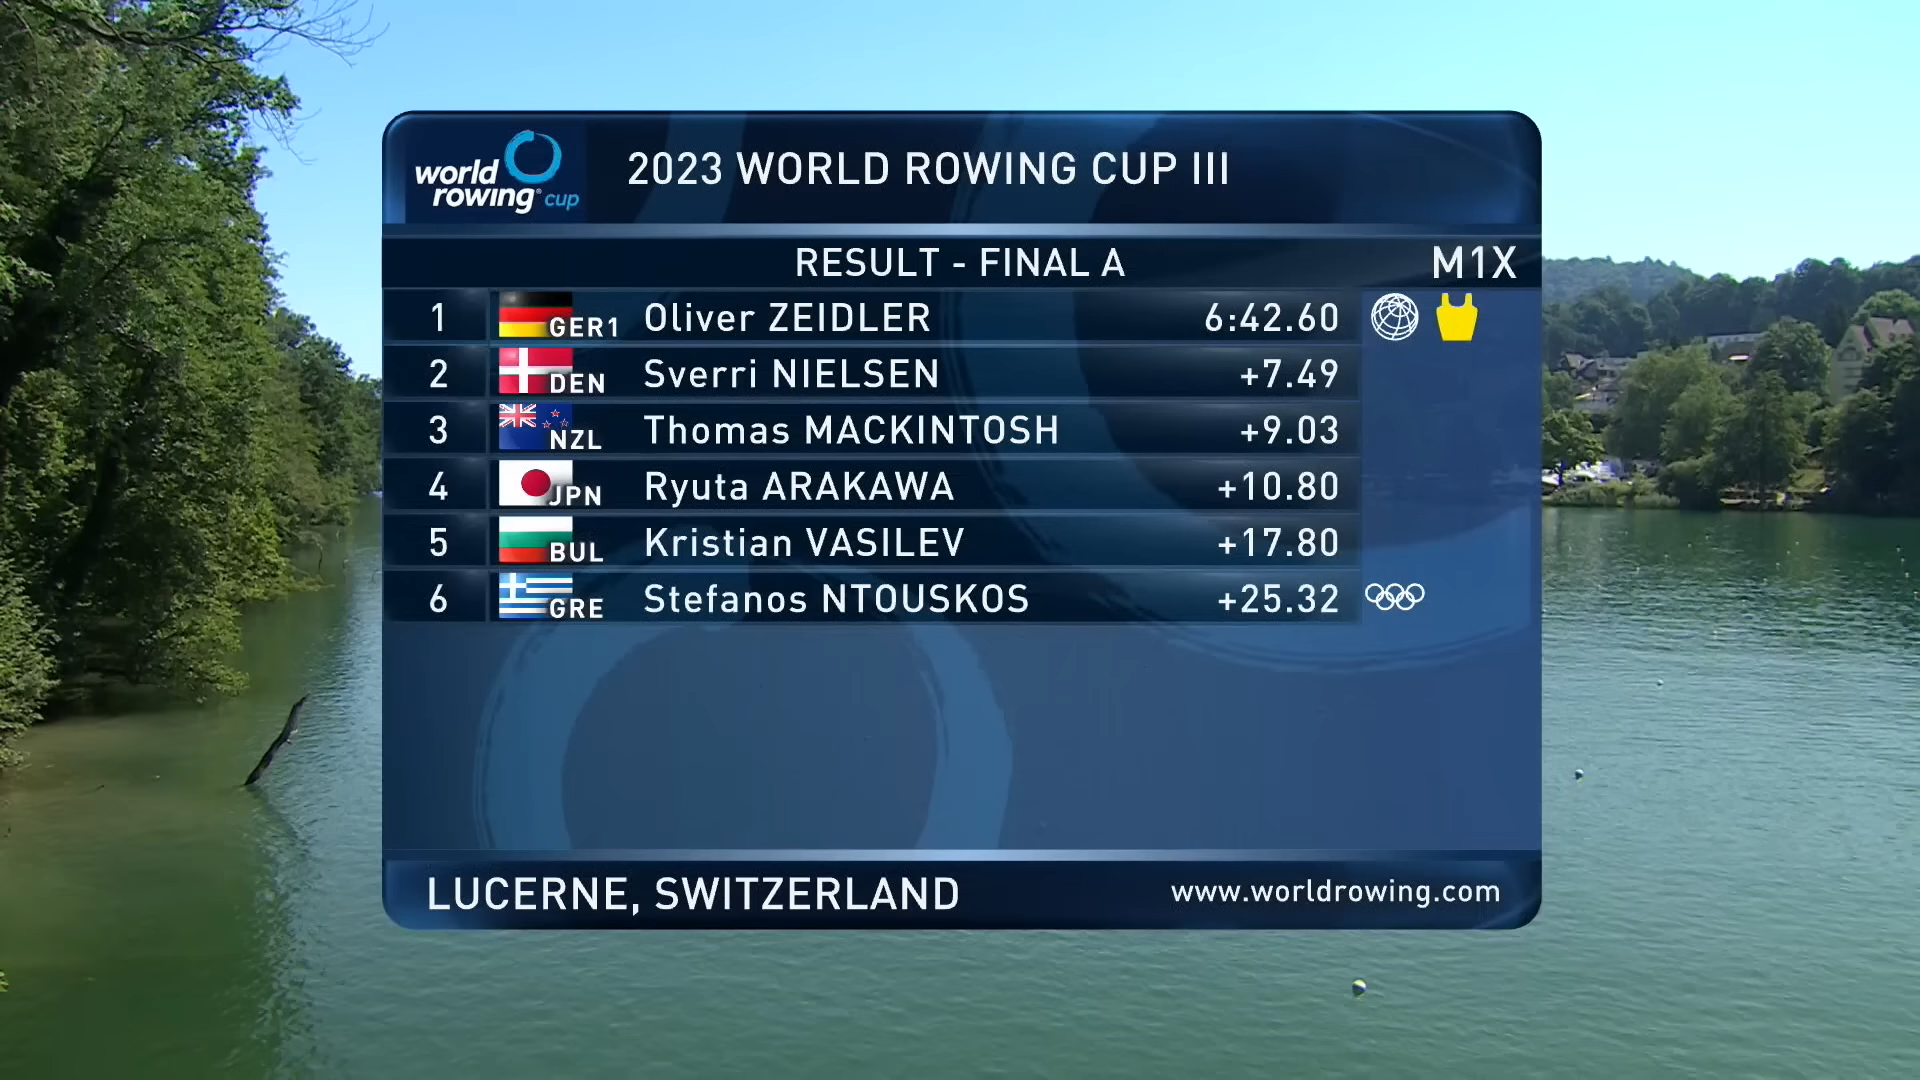 world rowing cup
2023 WORLD ROWING CUP III
RESULT - FINAL A M1X
1 GER1 Oliver ZEIDLER 6:42.60
2 DEN Sverri NIELSEN +7.49
3 NZL Thomas MACKINTOSH +9.03
4 JPN Ryuta ARAKAWA +10.80
5 BUL Kristian VASILEV +17.80
6 GRE Stefanos NTOUSKOS +25.32
LUCERNE, SWITZERLAND www.worldrowing.com